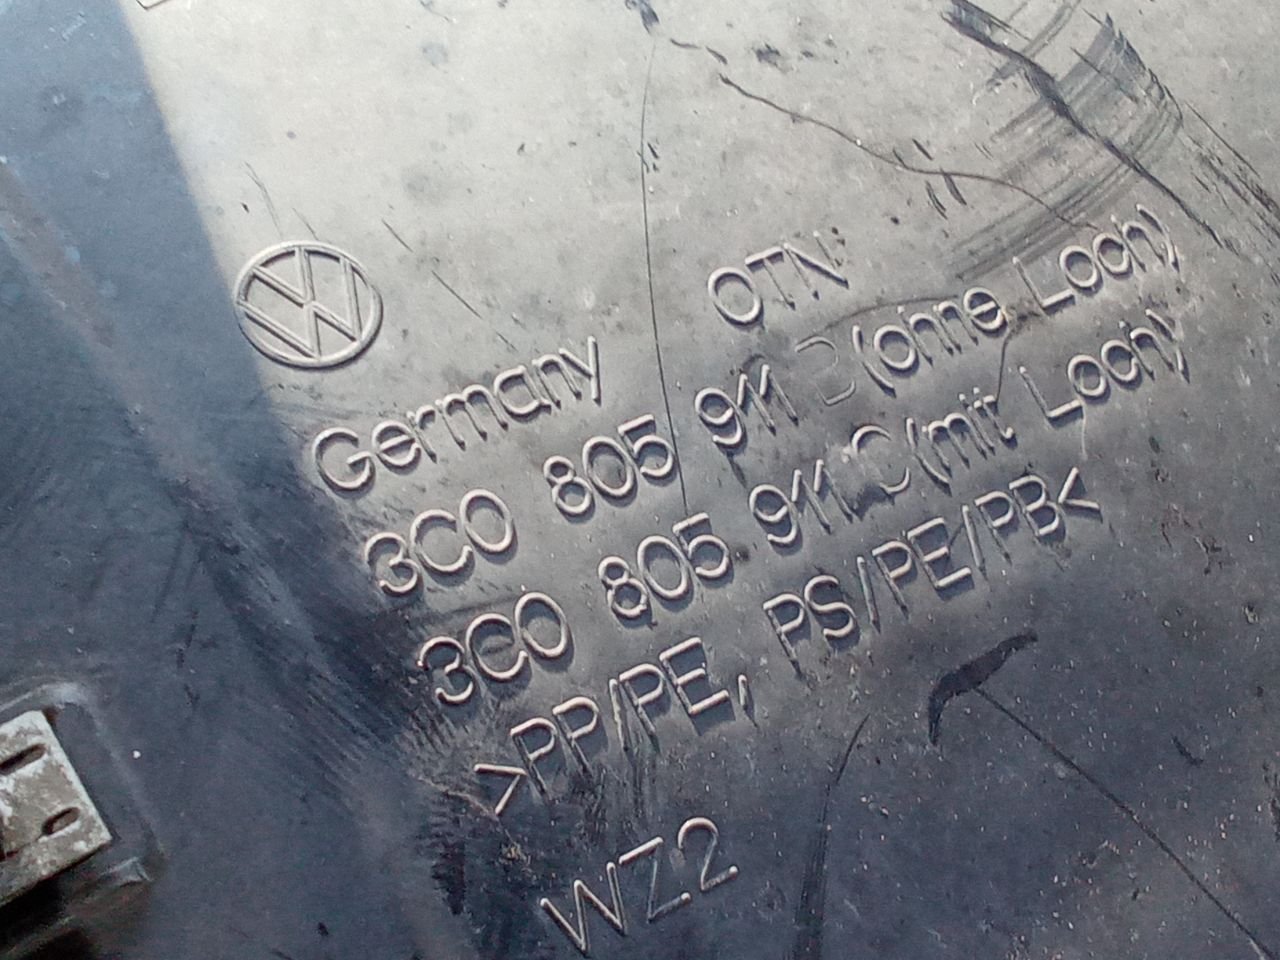 Germany OTN:
3C0 805 911 B (ohne Loch)
3C0 805 911 C (mit Loch)
>PP/PE, PS/PE/PB<
WZ2